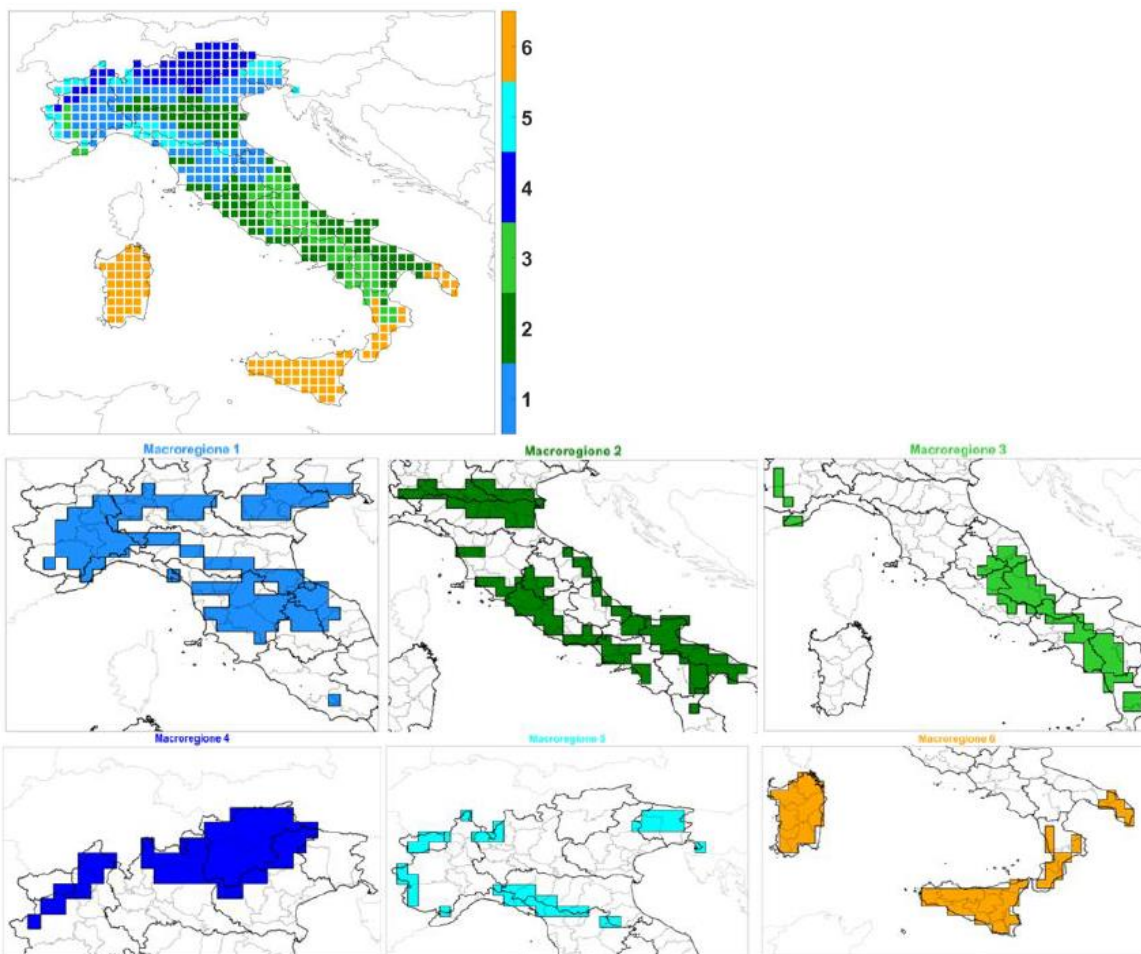 6
5
4
3
2
1
Macroregione 1
Macroregione 2
Macroregione 3
Macroregione 4
Macroregione 5
Macroregione 6